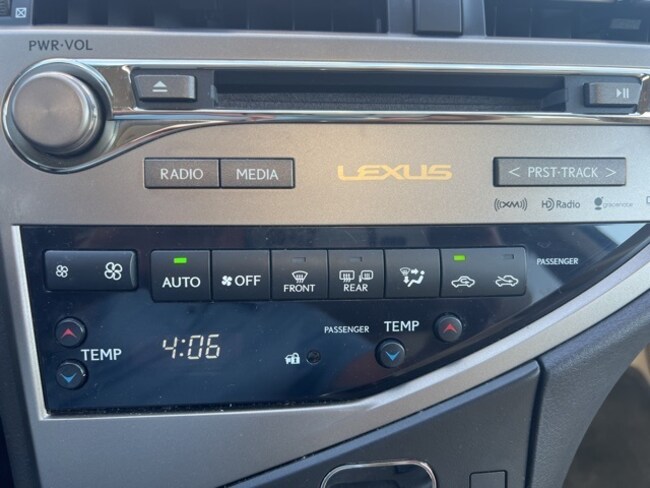 PWR·VOL
RADIO
MEDIA
LEXUS
< PRST-TRACK >
((XM))
HD Radio
gracenote
AUTO
OFF
FRONT
REAR
PASSENGER
TEMP
4:06
PASSENGER
TEMP